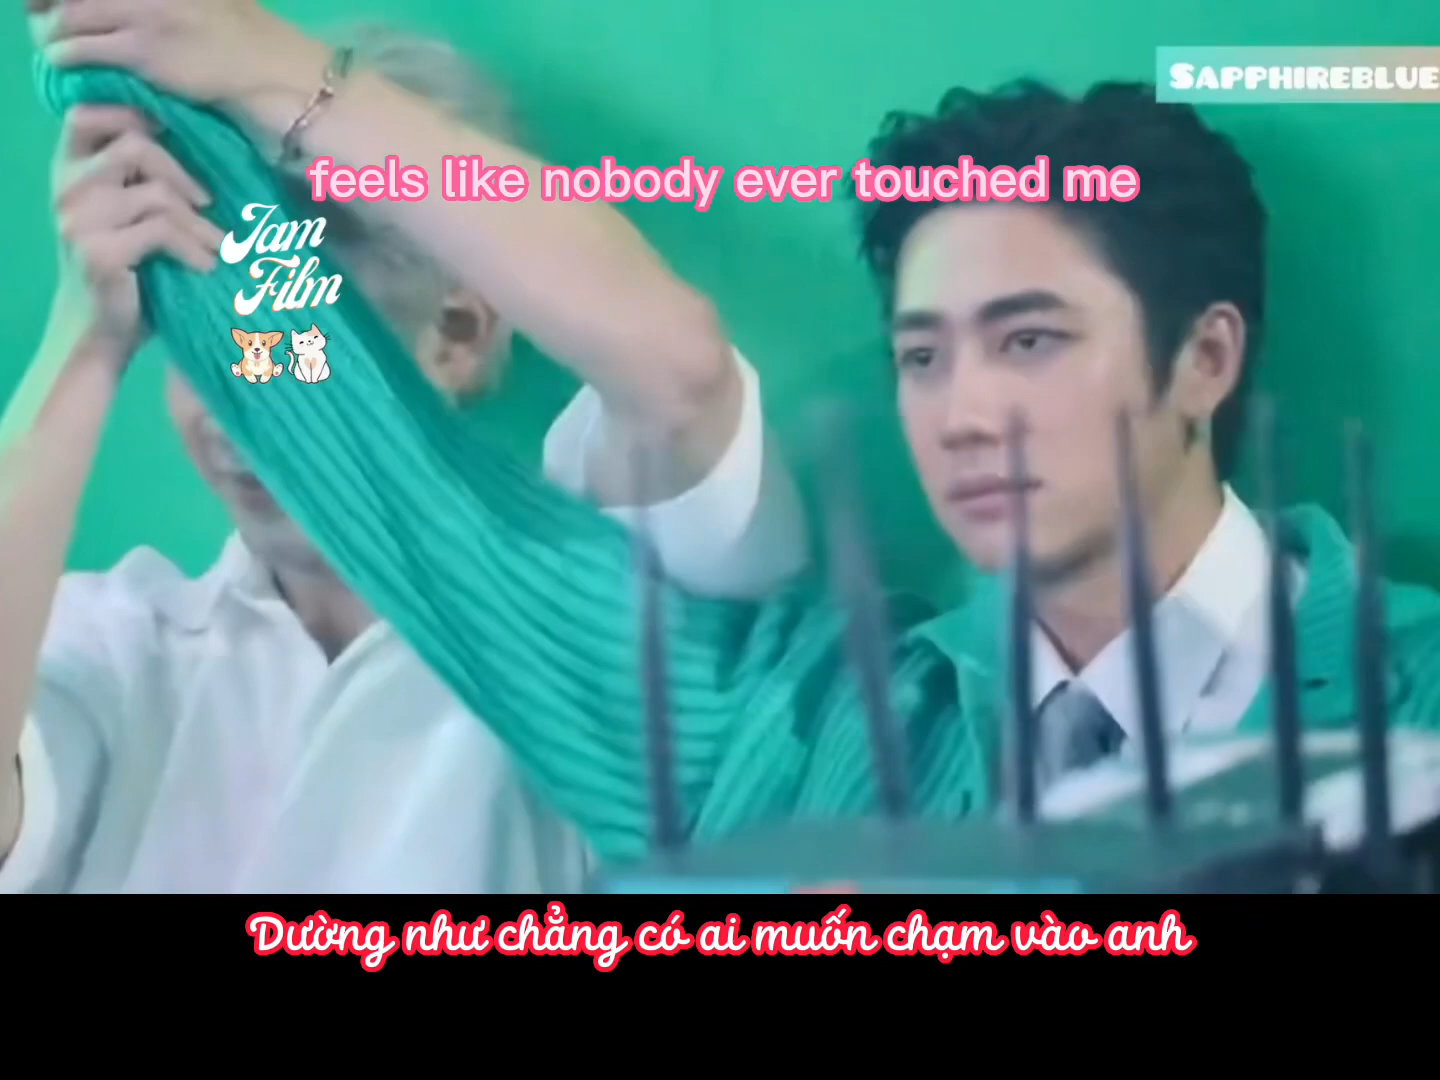 SAPPHIREBLUE
feels like nobody ever touched me
Jam
Film
Dường như chẳng có ai muốn chạm vào anh